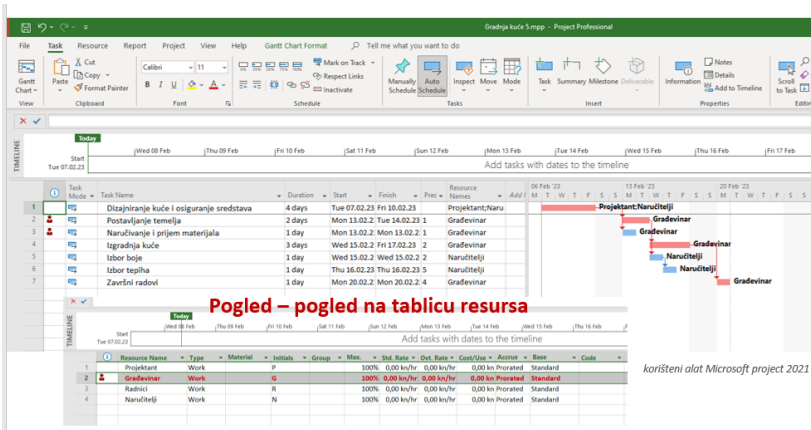 Gradnja kuće 5.mpp - Project Professional
File Task Resource Report Project View Help Gantt Chart Format Tell me what you want to do
Gantt Chart
View
Paste
Cut
Copy
Format Painter
Clipboard
Calibri 11
B I U A
Font
Mark on Track
Respect Links
Inactivate
Schedule
Manually Schedule
Auto Schedule
Inspect Move Mode
Tasks
Task Summary Milestone Deliverable
Insert
Information
Notes
Details
Add to Timeline
Properties
Scroll to Task
Editin
TIMELINE
Today
Wed 08 Feb Thu 09 Feb Fri 10 Feb Sat 11 Feb Sun 12 Feb Mon 13 Feb Tue 14 Feb Wed 15 Feb Thu 16 Feb Fri 17 Feb
Start
Tue 07.02.23
Add tasks with dates to the timeline
Task Mode Task Name Duration Start Finish Prec Resource Names Add
06 Feb '23 13 Feb '23 20 Feb '23
M T W T F S S M T W T F S S M T W T F S S
1 Dizajniranje kuće i osiguranje sredstava 4 days Tue 07.02.23 Fri 10.02.23 Projektant;Naru
2 Postavljanje temelja 2 days Mon 13.02.2 Tue 14.02.23 1 Građevinar
3 Naručivanje i prijem materijala 1 day Mon 13.02.2 Mon 13.02.2 1 Građevinar
4 Izgradnja kuće 3 days Wed 15.02.2 Fri 17.02.23 2 Građevinar
5 Izbor boje 1 day Wed 15.02.2 Wed 15.02.2 2 Naručitelji
6 Izbor tepiha 1 day Thu 16.02.23 Thu 16.02.23 5 Naručitelji
7 Završni radovi 1 day Mon 20.02.2 Mon 20.02.2 4 Građevinar
Projektant;Naručitelji
Građevinar
Građevinar
Građevinar
Naručitelji
Naručitelji
Građevinar
Pogled – pogled na tablicu resursa
TIMELINE
Today
Wed 08 Feb Thu 09 Feb Fri 10 Feb Sat 11 Feb Sun 12 Feb Mon 13 Feb Tue 14 Feb Wed 15 Feb Thu 16 Feb
Start
Tue 07.02.23
Add tasks with dates to the timeline
Resource Name Type Material Initials Group Max. Std. Rate Ovt. Rate Cost/Use Accrue Base Code
1 Projektant Work P 100% 0,00 kn/hr 0,00 kn/hr 0,00 kn Prorated Standard
2 Građevinar Work G 100% 0,00 kn/hr 0,00 kn/hr 0,00 kn Prorated Standard
3 Radnici Work R 100% 0,00 kn/hr 0,00 kn/hr 0,00 kn Prorated Standard
4 Naručitelji Work N 100% 0,00 kn/hr 0,00 kn/hr 0,00 kn Prorated Standard
korišteni alat Microsoft project 2021